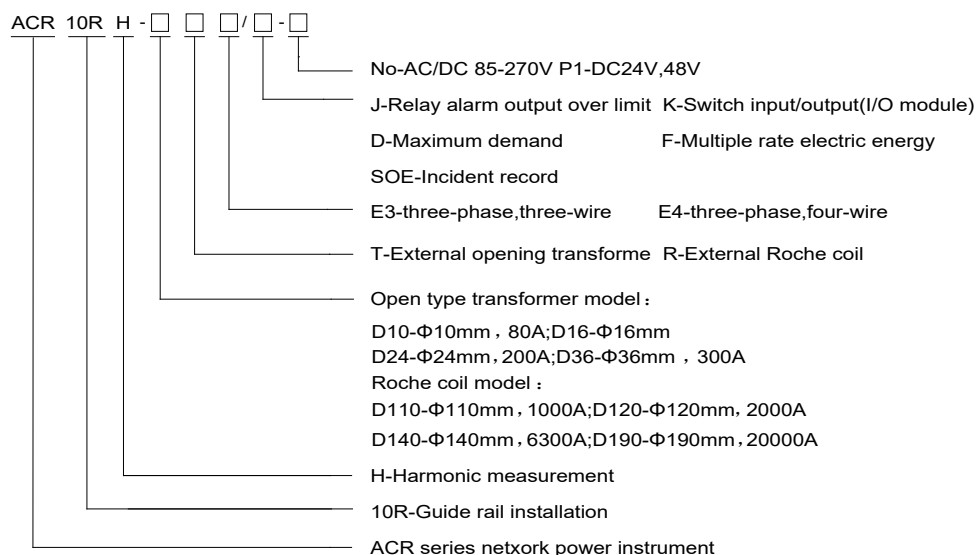 ACR 10R H - □ □ □ / □ - □
No-AC/DC 85-270V P1-DC24V,48V
J-Relay alarm output over limit K-Switch input/output(I/O module)
D-Maximum demand F-Multiple rate electric energy
SOE-Incident record
E3-three-phase,three-wire E4-three-phase,four-wire
T-External opening transforme R-External Roche coil
Open type transformer model：
D10-Φ10mm，80A;D16-Φ16mm
D24-Φ24mm，200A;D36-Φ36mm，300A
Roche coil model：
D110-Φ110mm，1000A;D120-Φ120mm，2000A
D140-Φ140mm，6300A;D190-Φ190mm，20000A
H-Harmonic measurement
10R-Guide rail installation
ACR series netxork power instrument